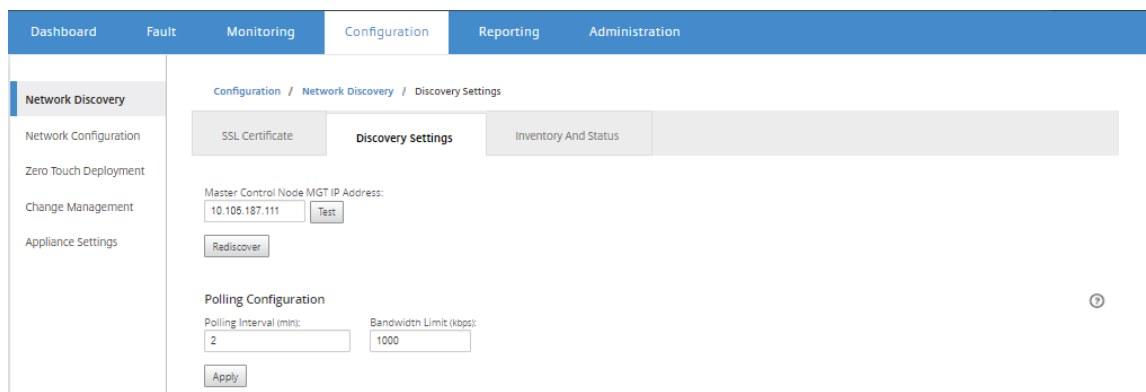 Dashboard Fault Monitoring Configuration Reporting Administration
Network Discovery
Network Configuration
Zero Touch Deployment
Change Management
Appliance Settings
Configuration / Network Discovery / Discovery Settings
SSL Certificate Discovery Settings Inventory And Status
Master Control Node MGT IP Address:
10.105.187.111 Test
Rediscover
Polling Configuration ?
Polling Interval (min): Bandwidth Limit (kbps):
2 1000
Apply